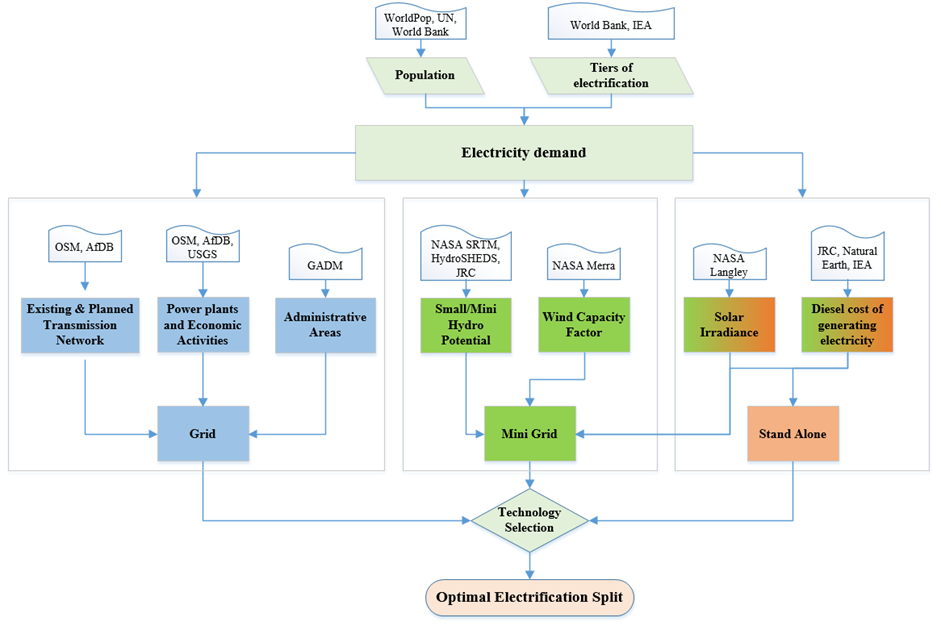 WorldPop, UN,
World Bank
World Bank, IEA
Population
Tiers of
electrification
Electricity demand
OSM, AfDB
OSM, AfDB,
USGS
GADM
NASA SRTM,
HydroSHEDS,
JRC
NASA Merra
NASA
Langley
JRC, Natural
Earth, IEA
Existing & Planned
Transmission
Network
Power plants
and Economic
Activities
Administrative
Areas
Small/Mini
Hydro
Potential
Wind Capacity
Factor
Solar
Irradiance
Diesel cost of
generating
electricity
Grid
Mini Grid
Stand Alone
Technology
Selection
Optimal Electrification Split